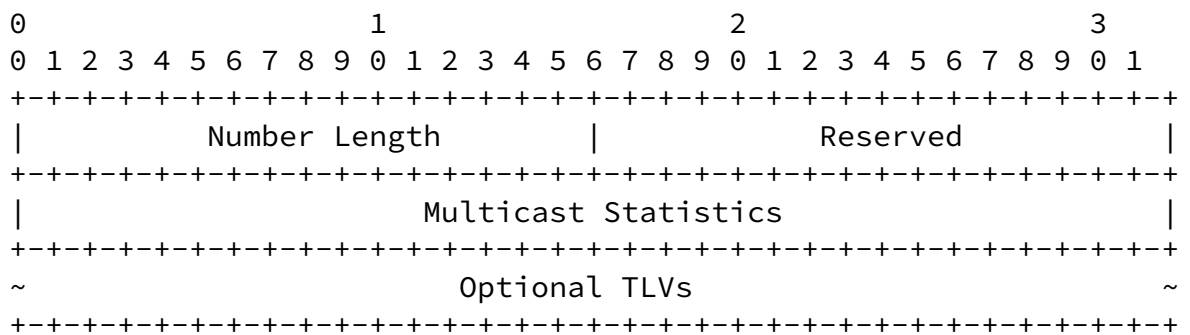 0                   1                   2                   3
0 1 2 3 4 5 6 7 8 9 0 1 2 3 4 5 6 7 8 9 0 1 2 3 4 5 6 7 8 9 0 1
+-+-+-+-+-+-+-+-+-+-+-+-+-+-+-+-+-+-+-+-+-+-+-+-+-+-+-+-+-+-+-+-+
|          Number Length        |            Reserved           |
+-+-+-+-+-+-+-+-+-+-+-+-+-+-+-+-+-+-+-+-+-+-+-+-+-+-+-+-+-+-+-+-+
|                      Multicast Statistics                     |
+-+-+-+-+-+-+-+-+-+-+-+-+-+-+-+-+-+-+-+-+-+-+-+-+-+-+-+-+-+-+-+-+
~                        Optional TLVs                          ~
+-+-+-+-+-+-+-+-+-+-+-+-+-+-+-+-+-+-+-+-+-+-+-+-+-+-+-+-+-+-+-+-+